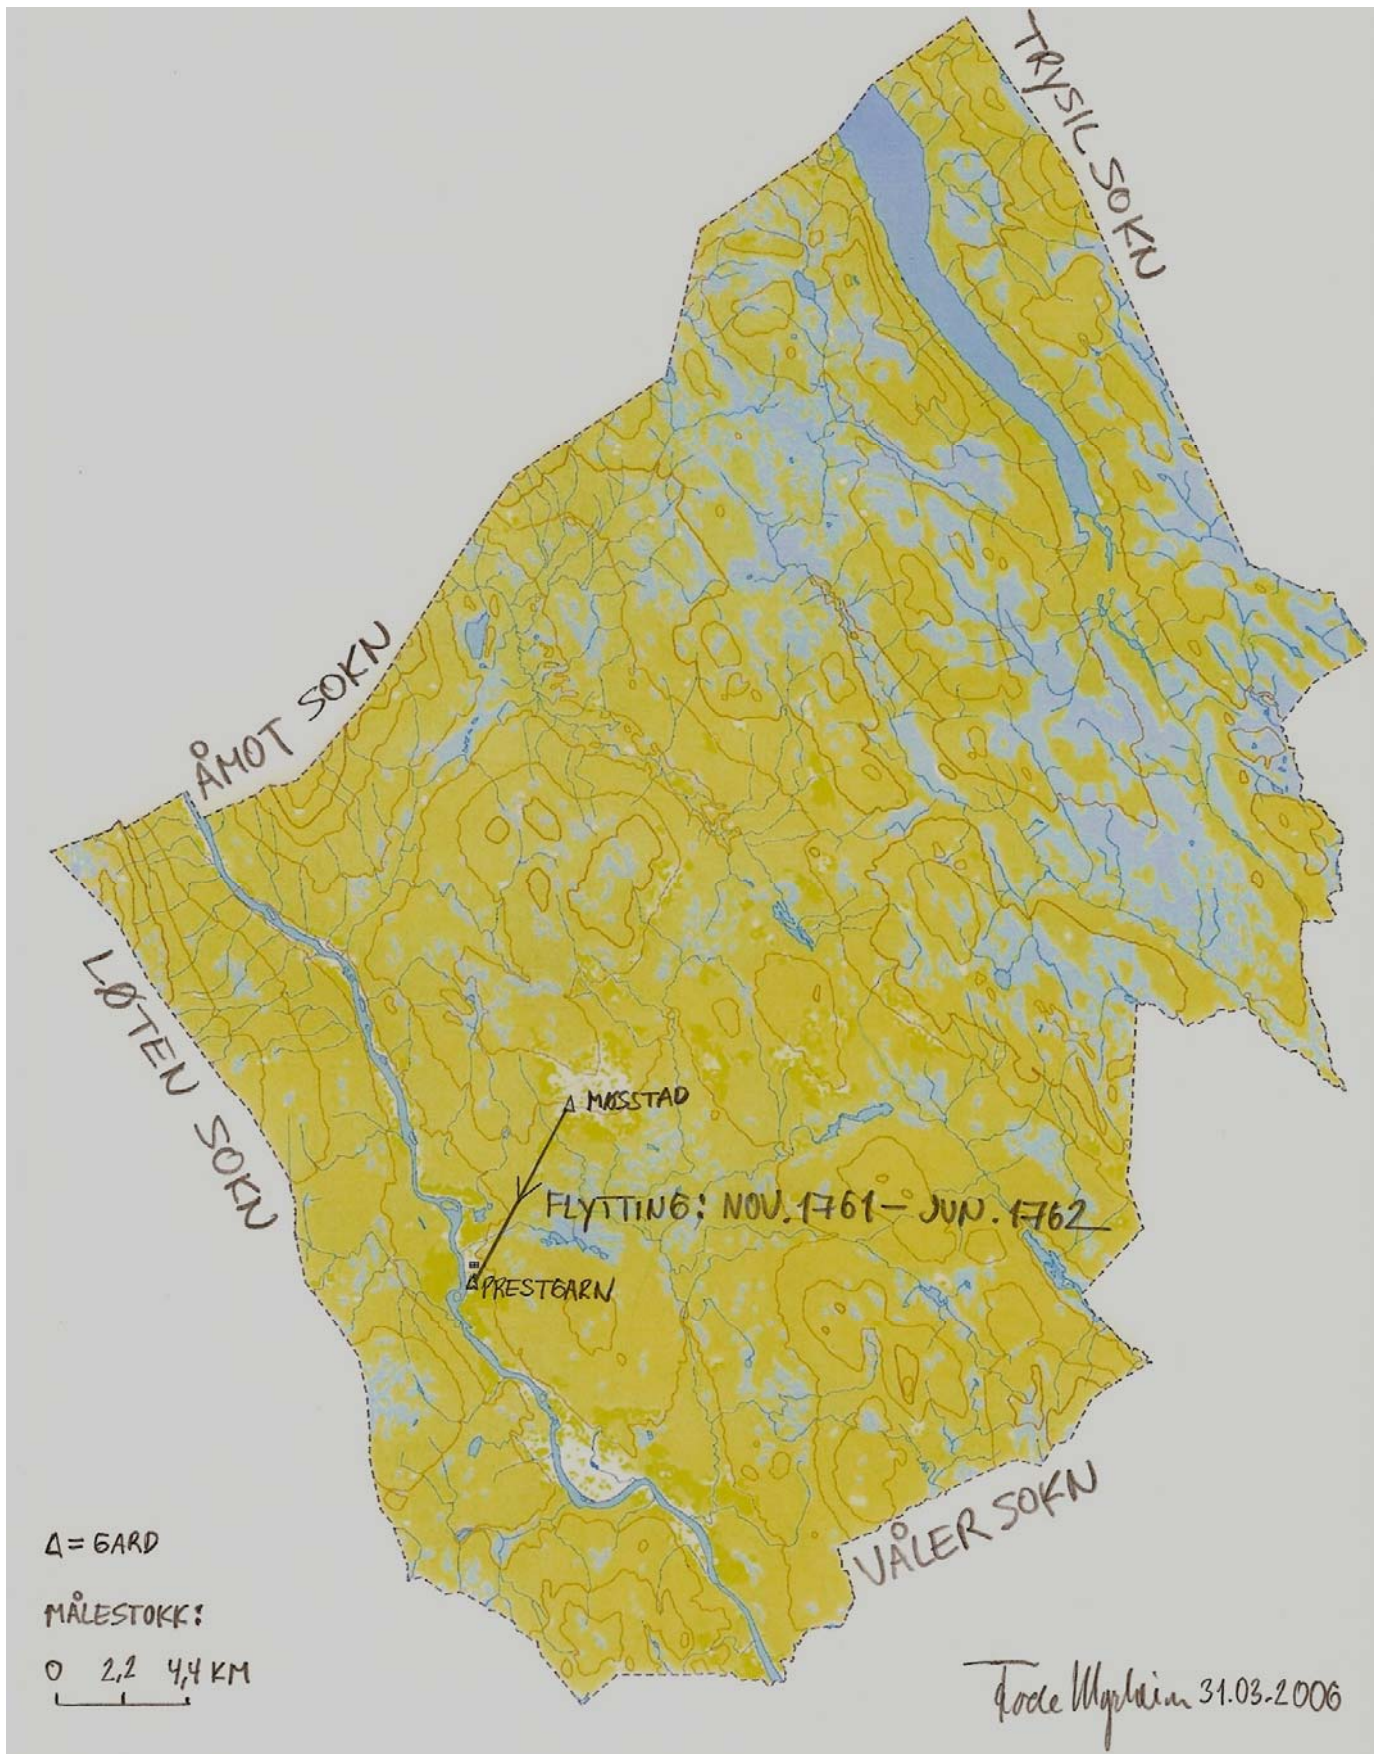 TRYSIL SOKN
ÅMOT SOKN
LØTEN SOKN
MØSSTAD
FLYTTING: NOV. 1761 – JUN. 1762
PRESTGARN
VÅLER SOKN
Δ = GARD
MÅLESTOKK:
0 2,2 4,4 KM
31.03.2006